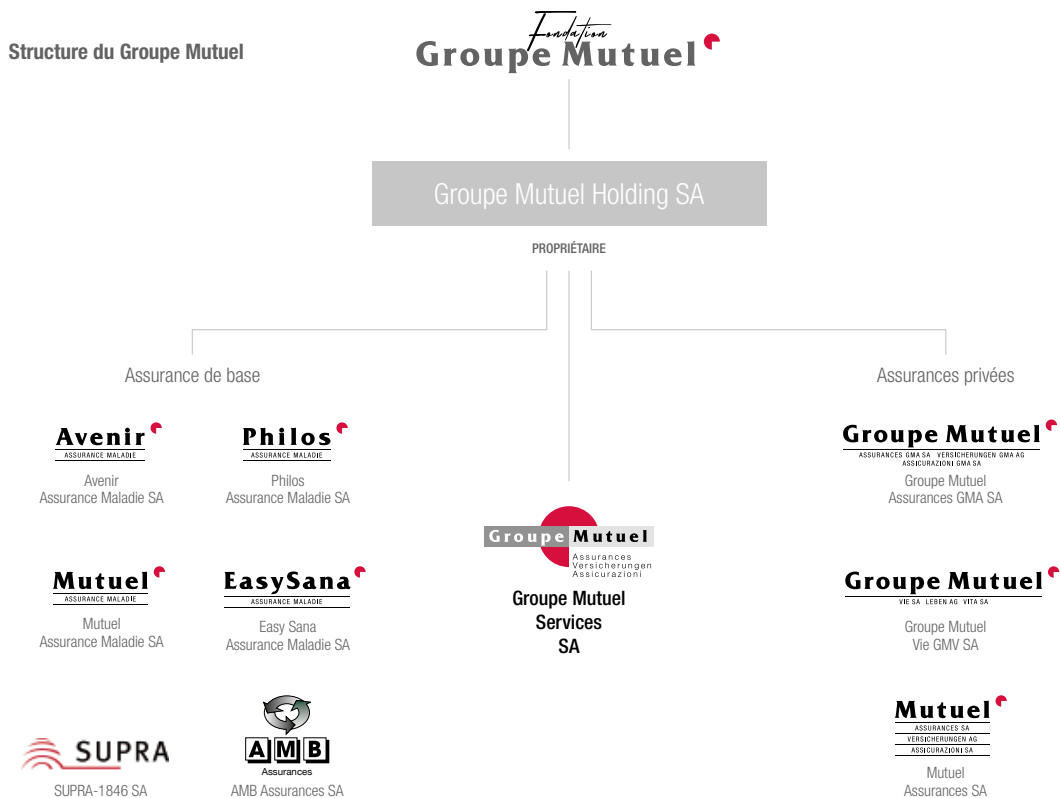 Structure du Groupe Mutuel
Fondation
Groupe Mutuel
Groupe Mutuel Holding SA
PROPRIÉTAIRE
Assurance de base
Avenir
ASSURANCE MALADIE
Avenir
Assurance Maladie SA
Philos
ASSURANCE MALADIE
Philos
Assurance Maladie SA
Mutuel
ASSURANCE MALADIE
Mutuel
Assurance Maladie SA
EasySana
ASSURANCE MALADIE
Easy Sana
Assurance Maladie SA
SUPRA
SUPRA-1846 SA
AMB
Assurances
AMB Assurances SA
Groupe Mutuel
Assurances
Versicherungen
Assicurazioni
Groupe Mutuel
Services
SA
Assurances privées
Groupe Mutuel
ASSURANCES GMA SA VERSICHERUNGEN GMA AG
ASSICURAZIONI GMA SA
Groupe Mutuel
Assurances GMA SA
Groupe Mutuel
VIE SA LEBEN AG VITA SA
Groupe Mutuel
Vie GMV SA
Mutuel
ASSURANCES SA
VERSICHERUNGEN AG
ASSICURAZIONI SA
Mutuel
Assurances SA